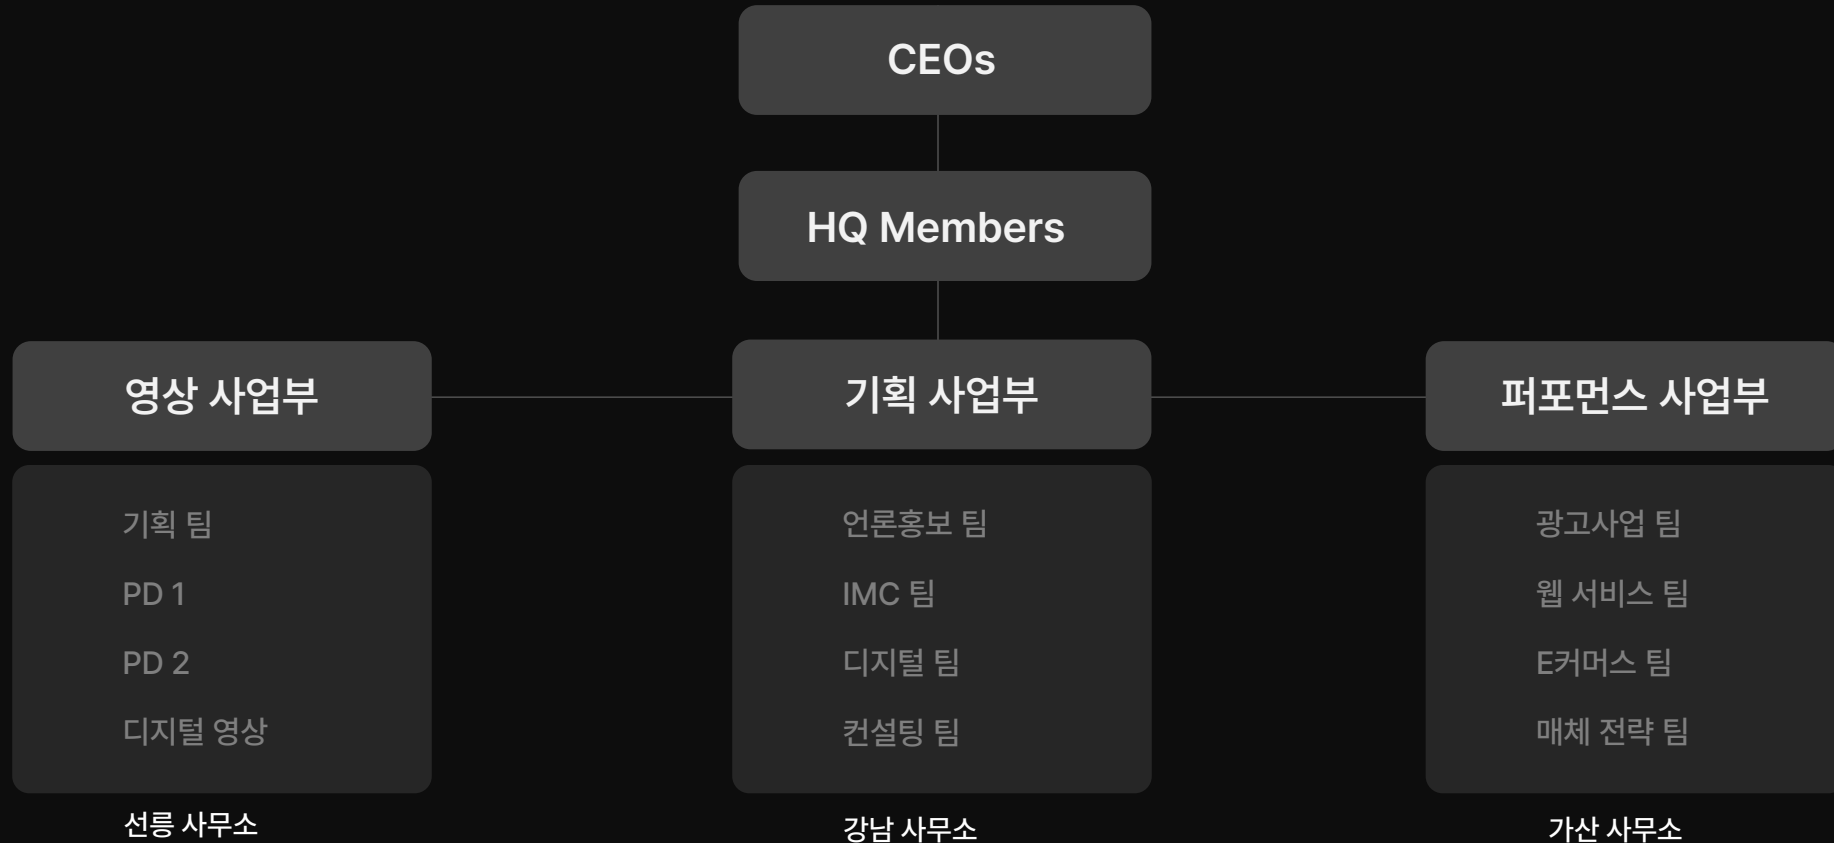 CEOs
HQ Members
영상 사업부
기획 팀
PD 1
PD 2
디지털 영상
선릉 사무소
기획 사업부
언론홍보 팀
IMC 팀
디지털 팀
컨설팅 팀
강남 사무소
퍼포먼스 사업부
광고사업 팀
웹 서비스 팀
E커머스 팀
매체 전략 팀
가산 사무소